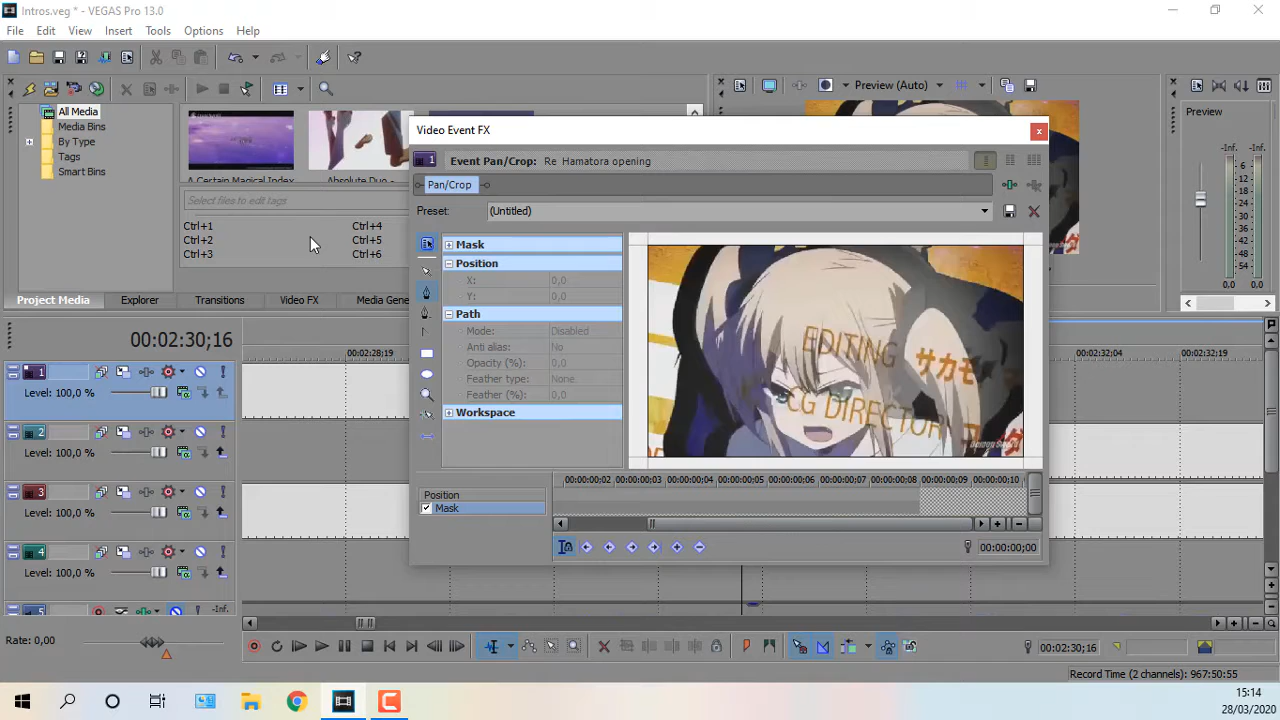 Intros.veg * - VEGAS Pro 13.0
File Edit View Insert Tools Options Help
Preview (Auto)
All Media
Media Bins
By Type
Tags
Smart Bins
A Certain Magical Index
Absolute Duo -
Select files to edit tags
Ctrl+1 Ctrl+4
Ctrl+2 Ctrl+5
Ctrl+3 Ctrl+6
Project Media Explorer Transitions Video FX Media Gene
Video Event FX
1 Event Pan/Crop: Re Hamatora opening
Pan/Crop
Preset: (Untitled)
Mask
Position
X: 0,0
Y: 0,0
Path
Mode: Disabled
Anti alias: No
Opacity (%): 0,0
Feather type: None
Feather (%): 0,0
Workspace
EDITING サカモ
CG DIRECTOR
Position
Mask
00:00:00;02 00:00:00;03 00:00:00;04 00:00:00;05 00:00:00;06 00:00:00;07 00:00:00;08 00:00:00;09 00:00:00;10
00:00:00;00
Preview
-Inf. -Inf.
6
12
18
24
30
36
42
48
54
0,0 0,0
00:02:30;16
00:02:28;19 00:02:32;04 00:02:32;19
1
Level: 100,0 %
2
Level: 100,0 %
3
Level: 100,0 %
4
Level: 100,0 %
5 -Inf.
Rate: 0,00
00:02:30;16
Record Time (2 channels): 967:50:55
15:14
28/03/2020